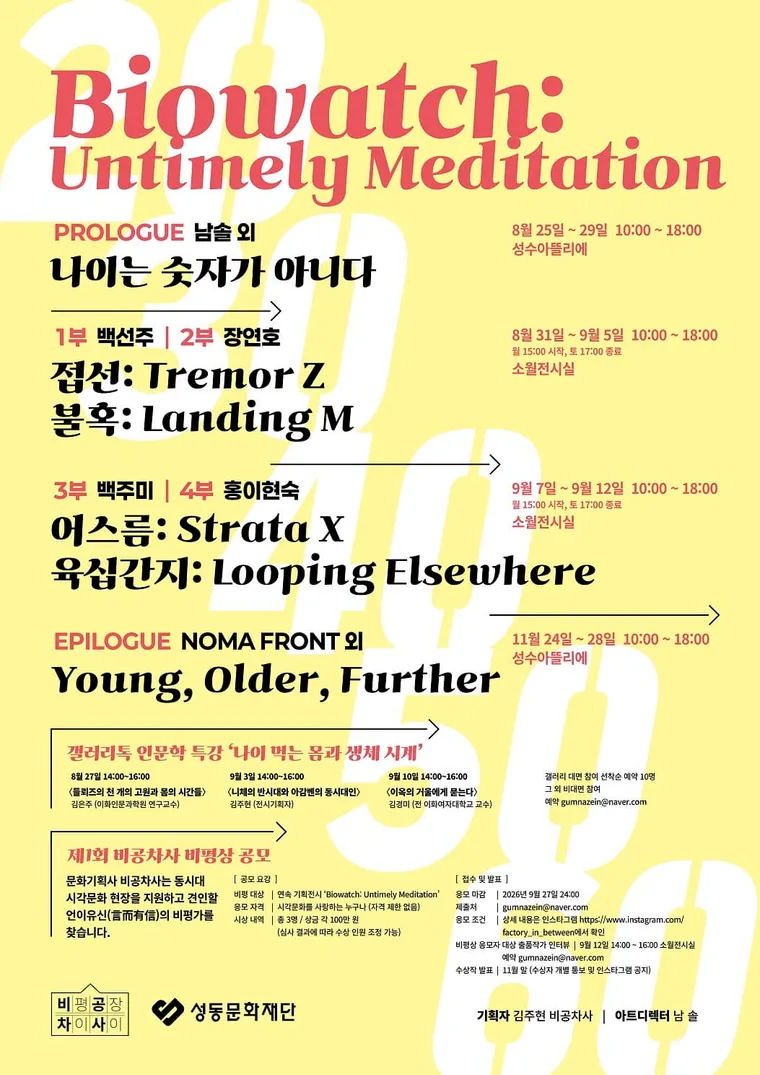 Biowatch:
Untimely Meditation
PROLOGUE 남솔 외
나이는 숫자가 아니다
8월 25일 ~ 29일 10:00 ~ 18:00
성수아뜰리에
1부 백선주 | 2부 장연호
접선: Tremor Z
불혹: Landing M
8월 31일 ~ 9월 5일 10:00 ~ 18:00
월 15:00 시작, 토 17:00 종료
소월전시실
3부 백주미 | 4부 홍이현숙
어스름: Strata X
육십간지: Looping Elsewhere
9월 7일 ~ 9월 12일 10:00 ~ 18:00
월 15:00 시작, 토 17:00 종료
소월전시실
EPILOGUE NOMA FRONT 외
Young, Older, Further
11월 24일 ~ 28일 10:00 ~ 18:00
성수아뜰리에
갤러리톡 인문학 특강 ‘나이 먹는 몸과 생체 시계’
8월 27일 14:00~16:00
〈들뢰즈의 천 개의 고원과 몸의 시간들〉
김은주 (이화인문과학원 연구교수)
9월 3일 14:00~16:00
〈니체의 반시대와 아감벤의 동시대인〉
김주현 (전시기획자)
9월 10일 14:00~16:00
〈이옥의 거울에게 묻는다〉
김경미 (전 이화여자대학교 교수)
갤러리 대면 참여 선착순 예약 10명
그 외 비대면 참여
예약 gumnazein@naver.com
제1회 비공차사 비평상 공모
문화기획사 비공차사는 동시대
시각문화 현장을 지원하고 견인할
언이유신(言而有信)의 비평가를
찾습니다.
[ 공모 요강 ]
비평 대상 | 연속 기획전시 ‘Biowatch: Untimely Meditation’
응모 자격 | 시각문화를 사랑하는 누구나 (자격 제한 없음)
시상 내역 | 총 3명 / 상금 각 100만 원
(심사 결과에 따라 수상 인원 조정 가능)
[ 접수 및 발표 ]
응모 마감 | 2026년 9월 27일 24:00
제출처 | gumnazein@naver.com
응모 조건 | 상세 내용은 인스타그램 https://www.instagram.com/
factory_in_between에서 확인
비평상 응모자 대상 출품작가 인터뷰 | 9월 12일 14:00 ~ 16:00 소월전시실
예약 gumnazein@naver.com
수상작 발표 | 11월 말 (수상자 개별 통보 및 인스타그램 공지)
비평공장
차이사이
성동문화재단
기획자 김주현 비공차사 | 아트디렉터 남 솔
20
30
40
50
60